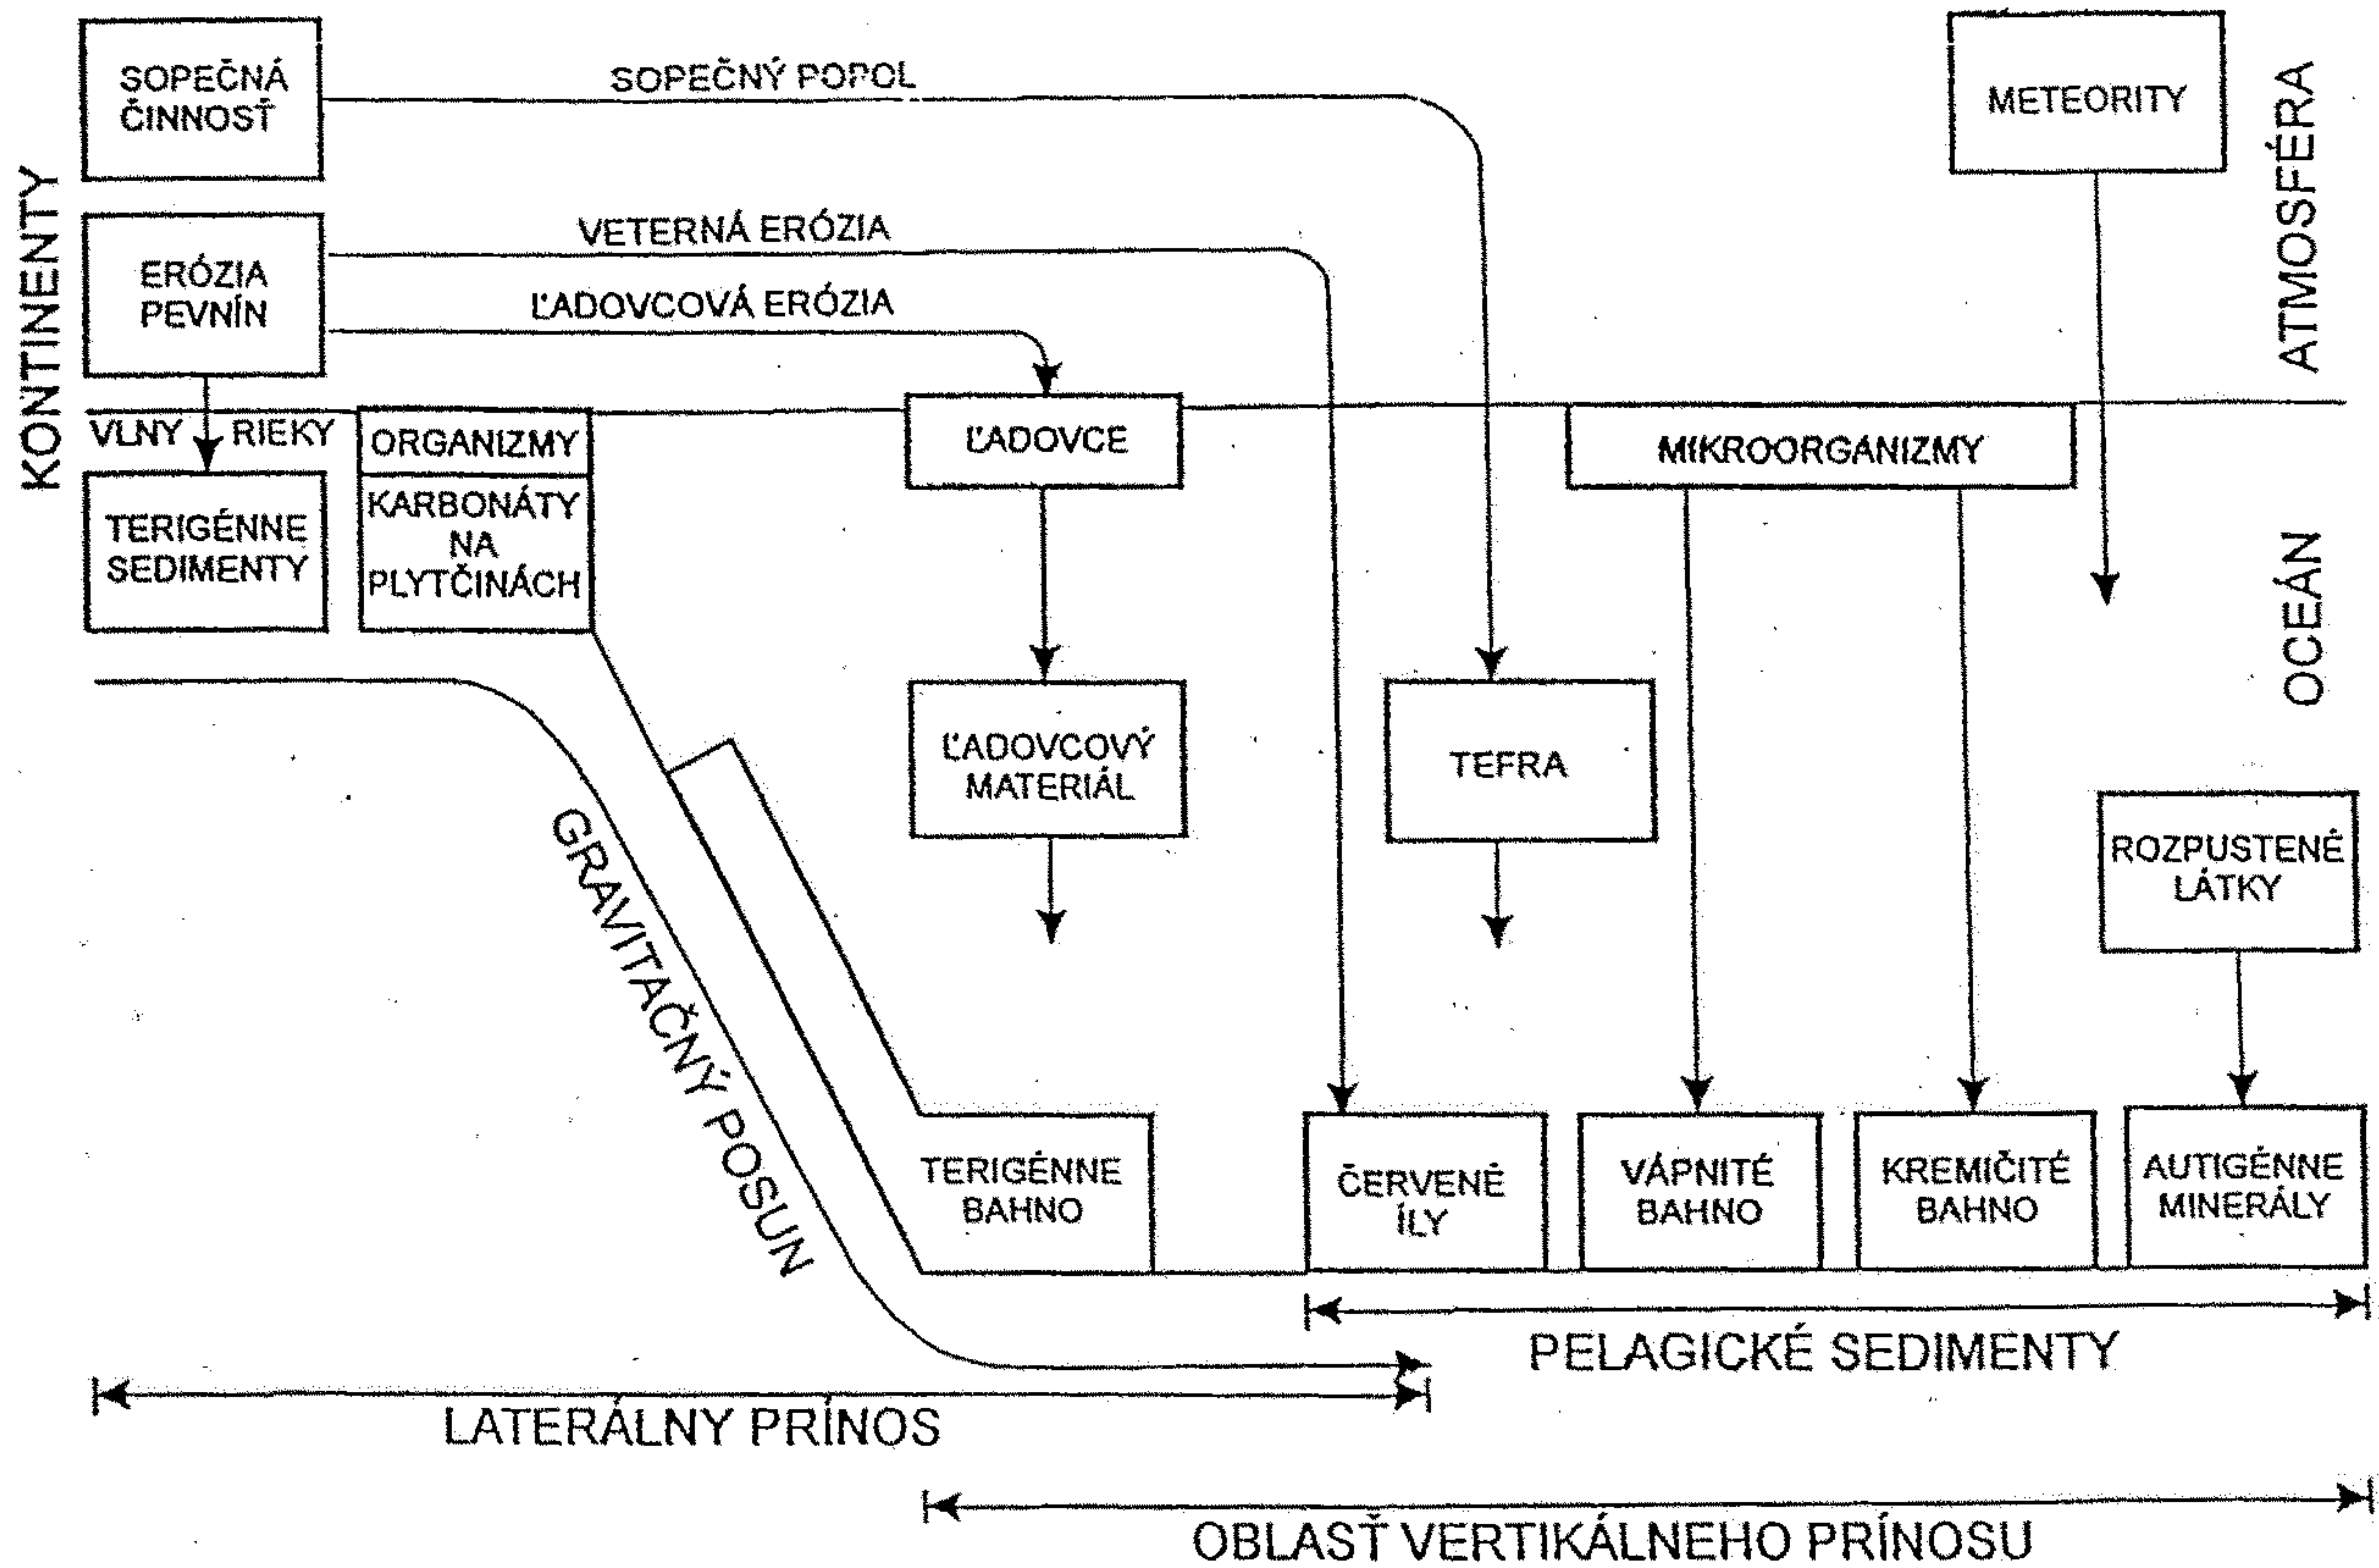 SOPEČNÁ
ČINNOSŤ
SOPEČNÝ POPOL
METEORITY
ATMOSFÉRA
KONTINENTY
ERÓZIA
PEVNÍN
VETERNÁ ERÓZIA
ĽADOVCOVÁ ERÓZIA
VLNY
RIEKY
ORGANIZMY
ĽADOVCE
MIKROORGANIZMY
TERIGÉNNE
SEDIMENTY
KARBONÁTY
NA
PLYTČINÁCH
OCEÁN
ĽADOVCOVÝ
MATERIÁL
TEFRA
ROZPUSTENÉ
LÁTKY
GRAVITAČNÝ POSUN
TERIGÉNNE
BAHNO
ČERVENÉ
ÍLY
VÁPNITÉ
BAHNO
KREMIČITÉ
BAHNO
AUTIGÉNNE
MINERÁLY
PELAGICKÉ SEDIMENTY
LATERÁLNY PRÍNOS
OBLASŤ VERTIKÁLNEHO PRÍNOSU